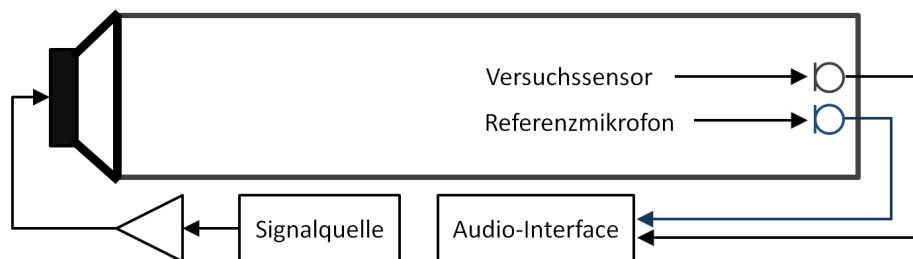 Versuchssensor
Referenzmikrofon
Signalquelle
Audio-Interface